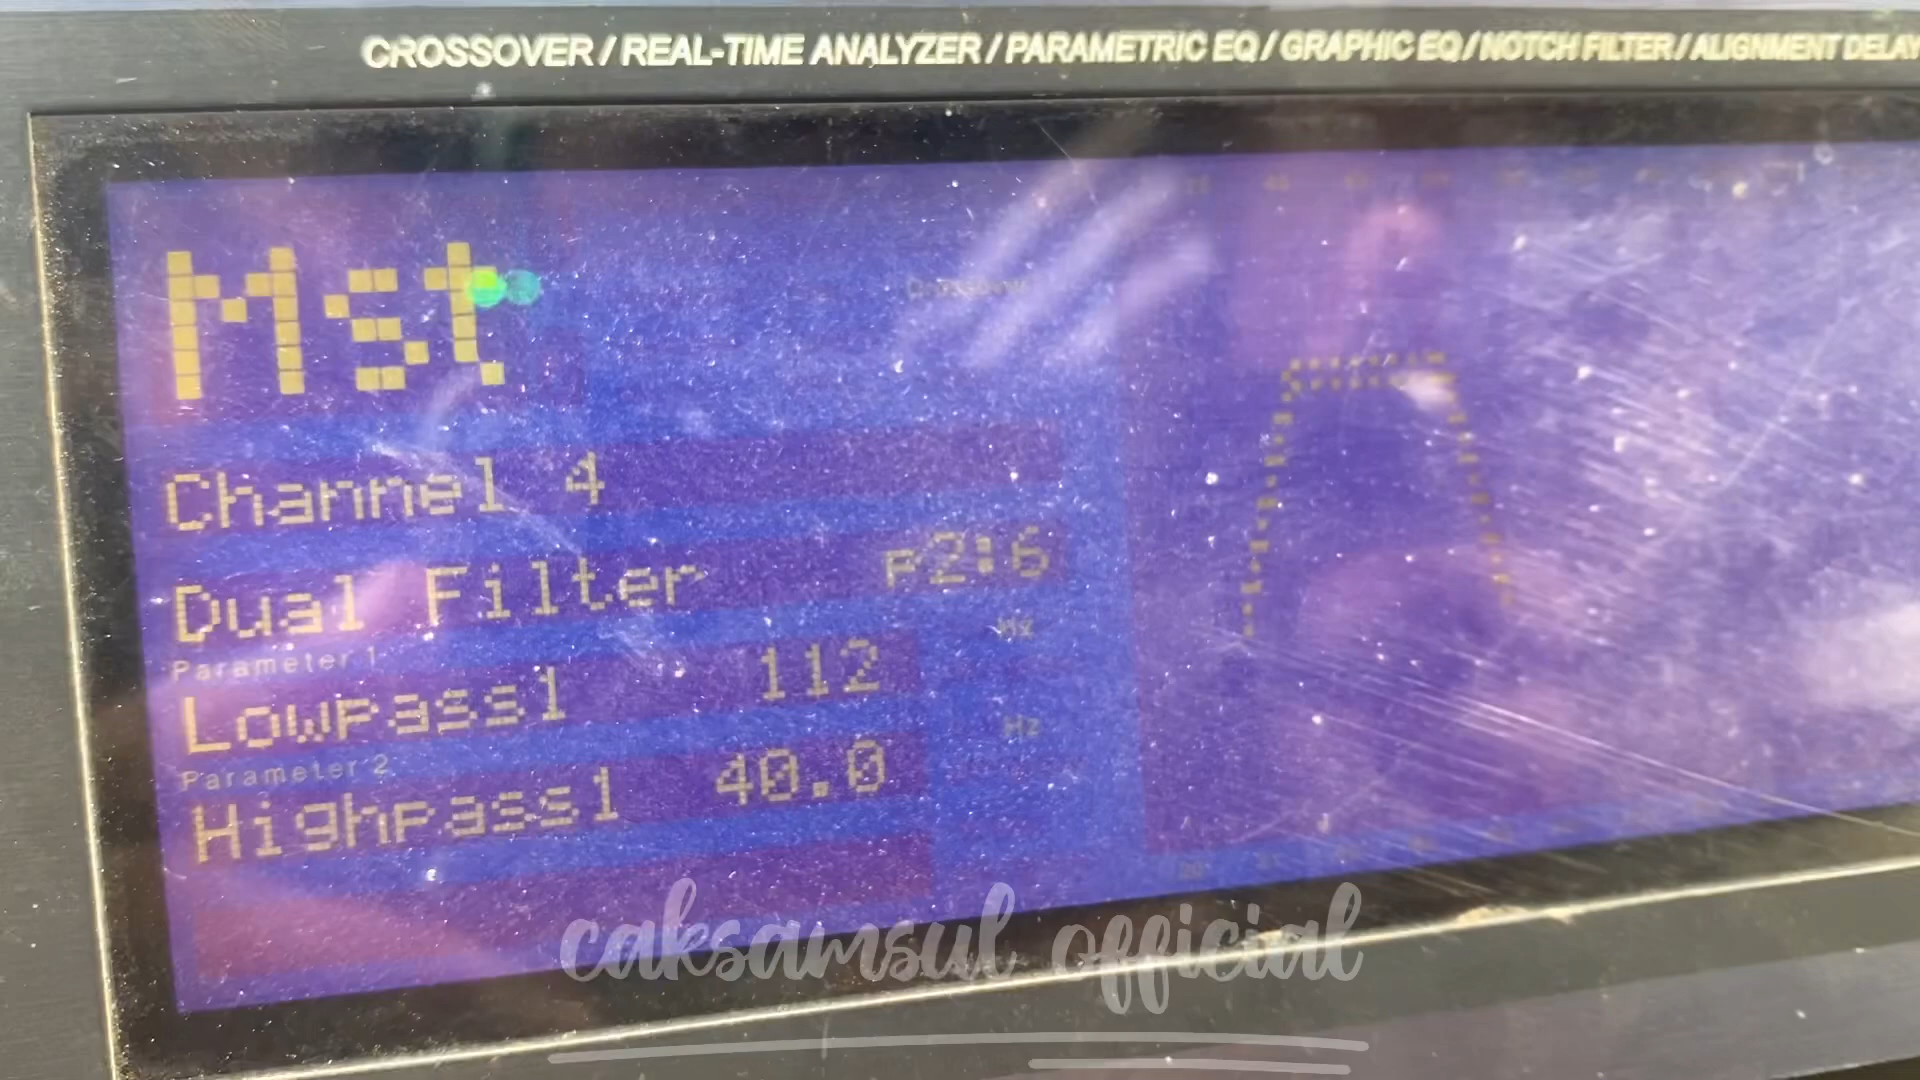 CROSSOVER / REAL-TIME ANALYZER / PARAMETRIC EQ / GRAPHIC EQ / NOTCH FILTER / ALIGNMENT DELAY
Mst
Crossover
Channel 4
Dual Filter P2:6
Parameter 1 Hz
Lowpass1 112
Parameter 2 Hz
Highpass1 40.0
caksamsul official